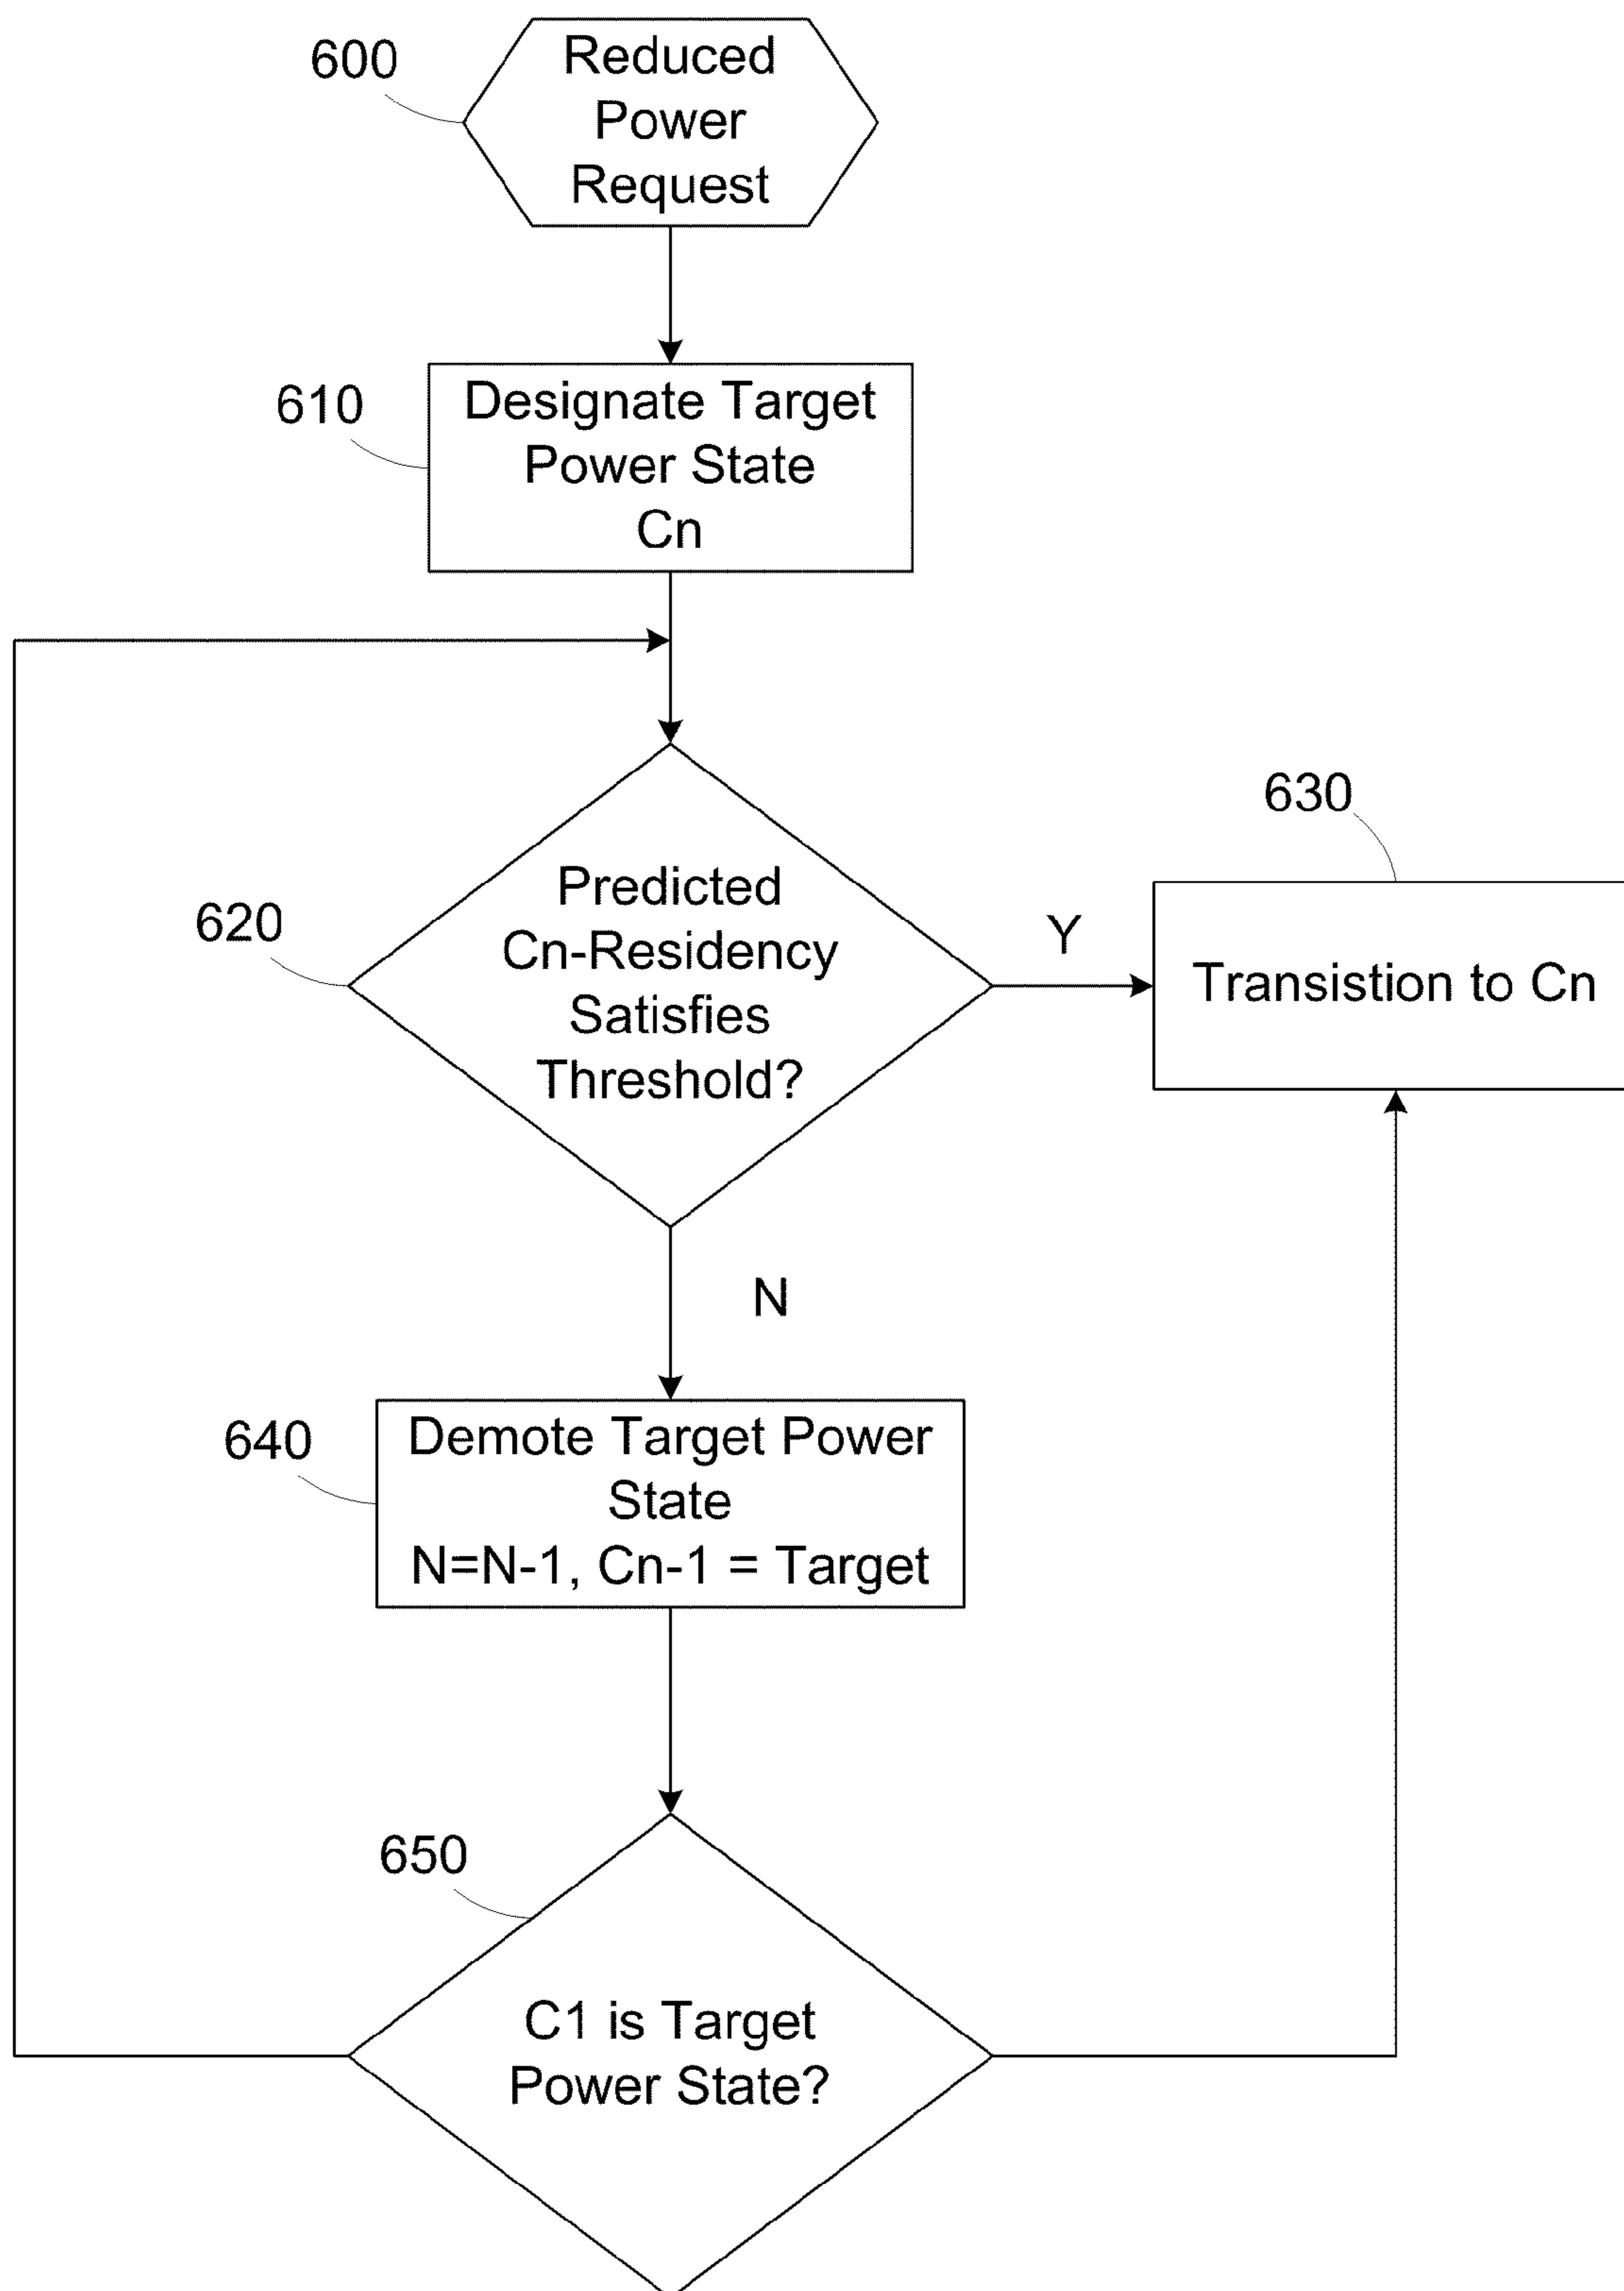 600
Reduced
Power
Request
610
Designate Target
Power State
Cn
620
Predicted
Cn-Residency
Satisfies
Threshold?
Y
630
Transistion to Cn
N
640
Demote Target Power
State
N=N-1, Cn-1 = Target
650
C1 is Target
Power State?